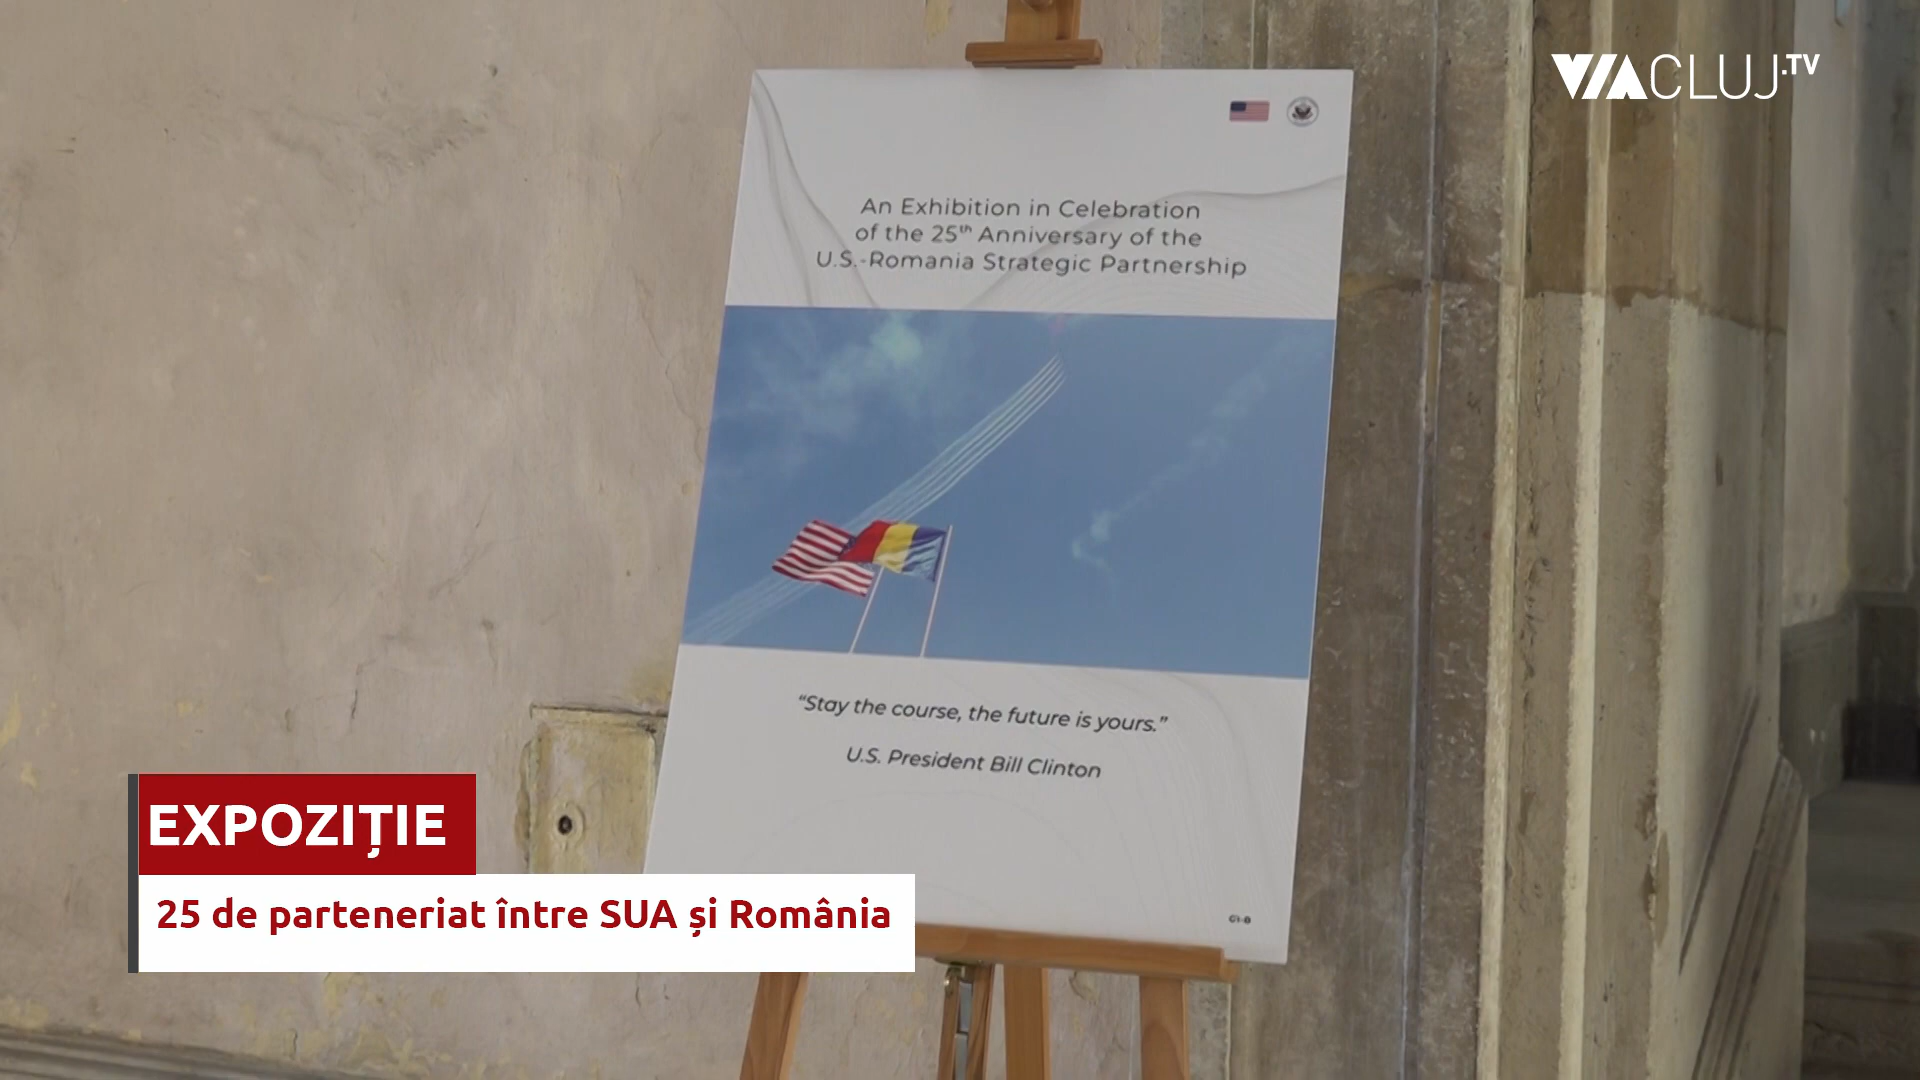 VIACLUJ.TV
An Exhibition in Celebration
of the 25th Anniversary of the
U.S.-Romania Strategic Partnership
“Stay the course, the future is yours.”
U.S. President Bill Clinton
EXPOZIȚIE
25 de parteneriat între SUA și România